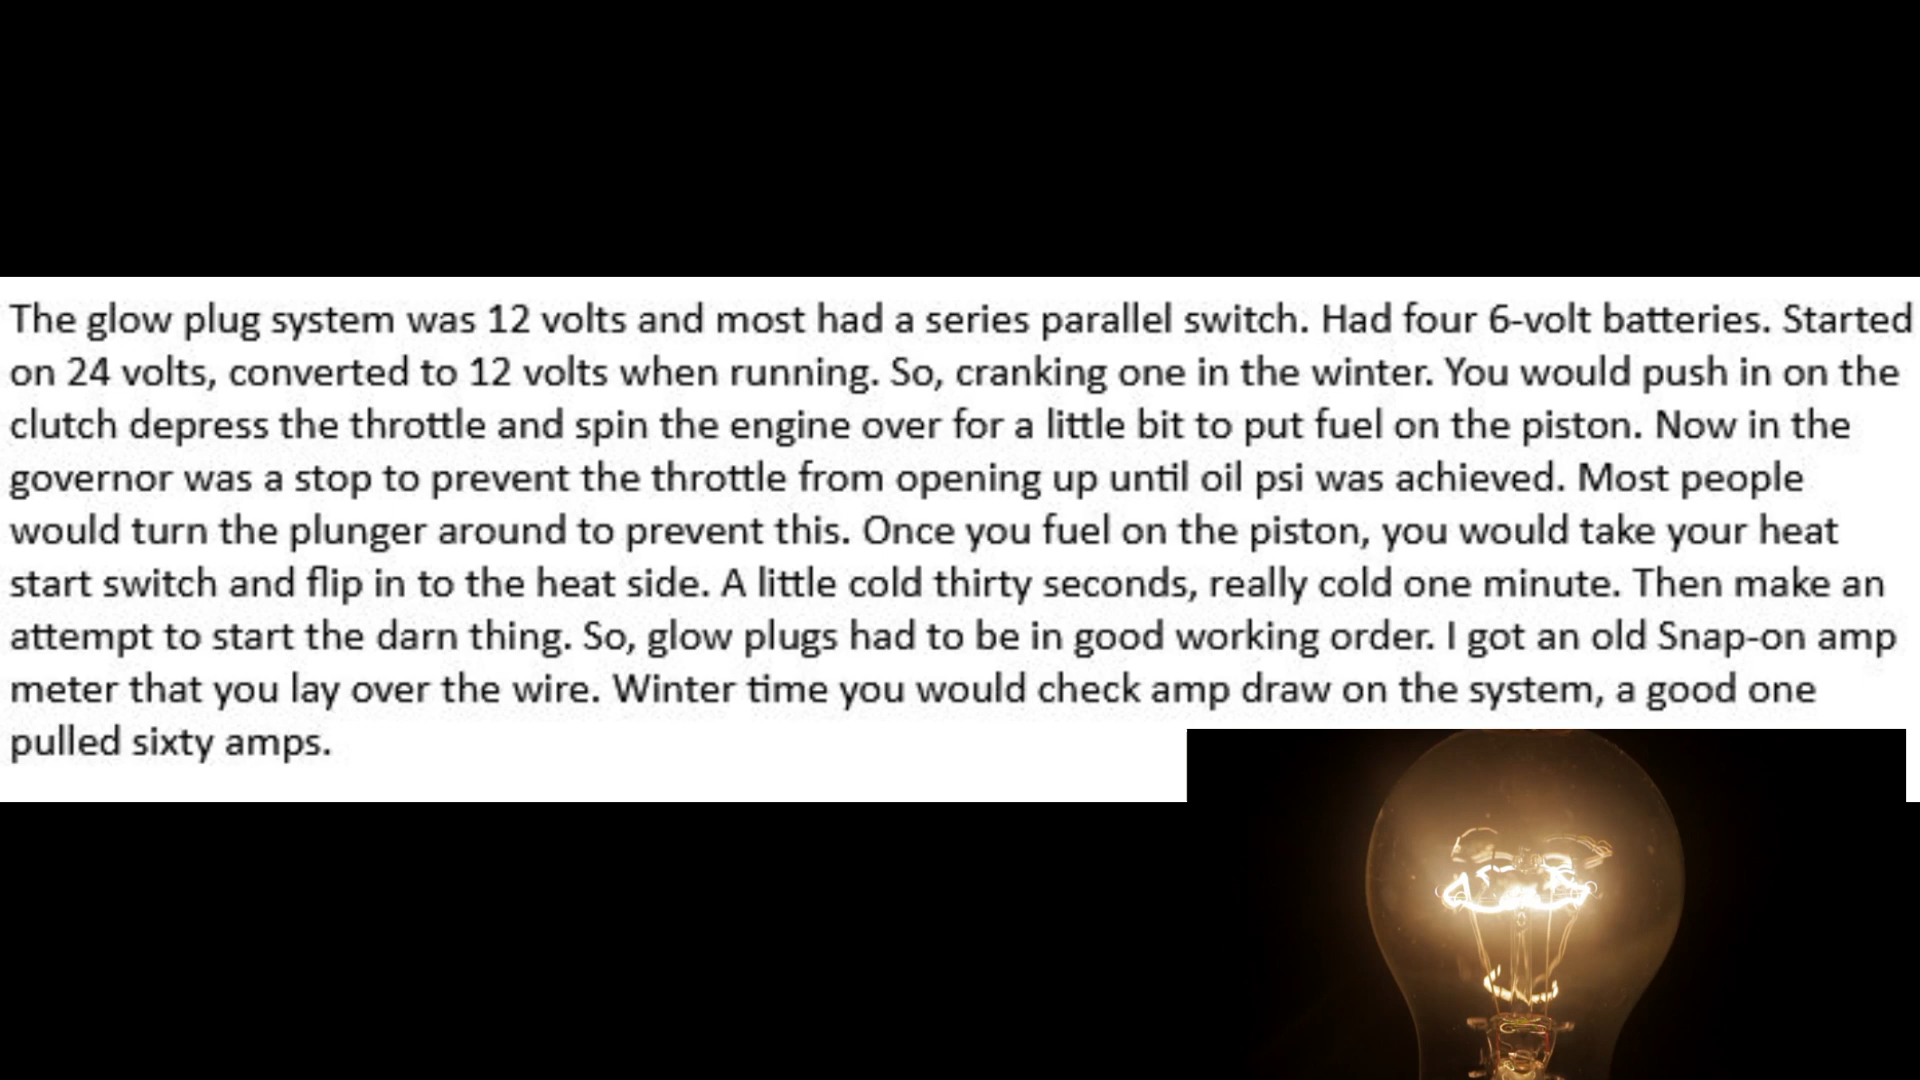 The glow plug system was 12 volts and most had a series parallel switch. Had four 6-volt batteries. Started
on 24 volts, converted to 12 volts when running. So, cranking one in the winter. You would push in on the
clutch depress the throttle and spin the engine over for a little bit to put fuel on the piston. Now in the
governor was a stop to prevent the throttle from opening up until oil psi was achieved. Most people
would turn the plunger around to prevent this. Once you fuel on the piston, you would take your heat
start switch and flip in to the heat side. A little cold thirty seconds, really cold one minute. Then make an
attempt to start the darn thing. So, glow plugs had to be in good working order. I got an old Snap-on amp
meter that you lay over the wire. Winter time you would check amp draw on the system, a good one
pulled sixty amps.